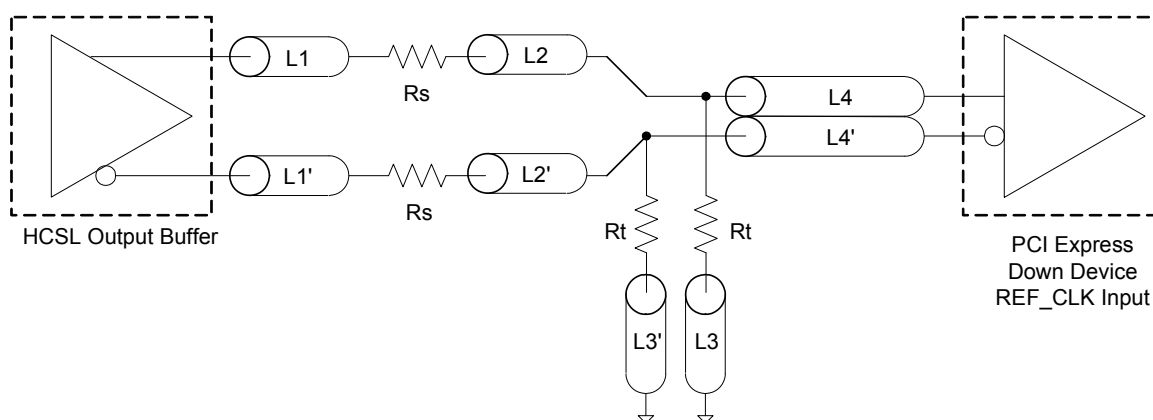 L1
Rs
L2
L4
L4'
L1'
Rs
L2'
HCSL Output Buffer
Rt
Rt
PCI Express
Down Device
REF_CLK Input
L3'
L3